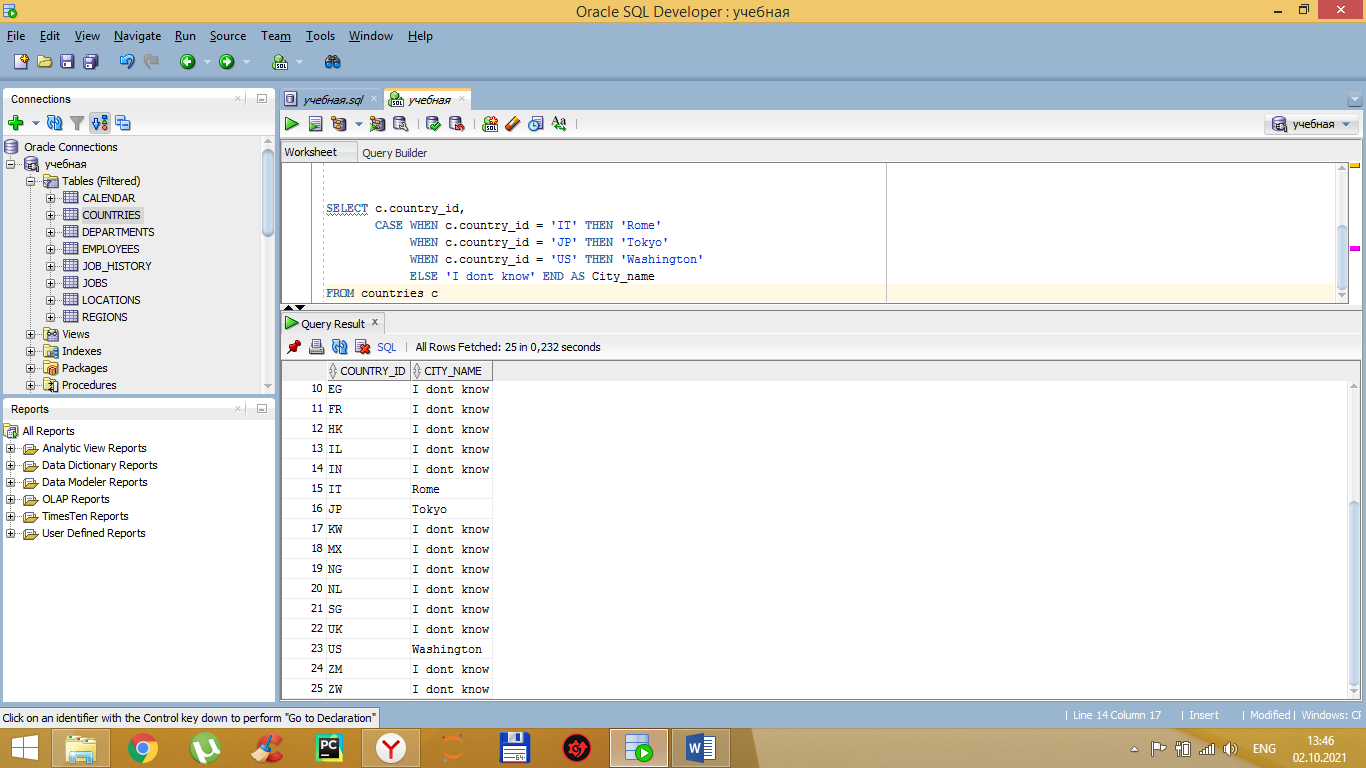 Oracle SQL Developer : учебная
File Edit View Navigate Run Source Team Tools Window Help
Connections
Oracle Connections
учебная
Tables (Filtered)
CALENDAR
COUNTRIES
DEPARTMENTS
EMPLOYEES
JOB_HISTORY
JOBS
LOCATIONS
REGIONS
Views
Indexes
Packages
Procedures
Reports
All Reports
Analytic View Reports
Data Dictionary Reports
Data Modeler Reports
OLAP Reports
TimesTen Reports
User Defined Reports
учебная.sql учебная
учебная
Worksheet Query Builder
SELECT c.country_id,
CASE WHEN c.country_id = 'IT' THEN 'Rome'
WHEN c.country_id = 'JP' THEN 'Tokyo'
WHEN c.country_id = 'US' THEN 'Washington'
ELSE 'I dont know' END AS City_name
FROM countries c
Query Result x
SQL | All Rows Fetched: 25 in 0,232 seconds
COUNTRY_ID CITY_NAME
10 EG I dont know
11 FR I dont know
12 HK I dont know
13 IL I dont know
14 IN I dont know
15 IT Rome
16 JP Tokyo
17 KW I dont know
18 MX I dont know
19 NG I dont know
20 NL I dont know
21 SG I dont know
22 UK I dont know
23 US Washington
24 ZM I dont know
25 ZW I dont know
Click on an identifier with the Control key down to perform "Go to Declaration"
| Line 14 Column 17 | Insert | Modified | Windows: CF
PC Y W 64
ENG
13:46
02.10.2021